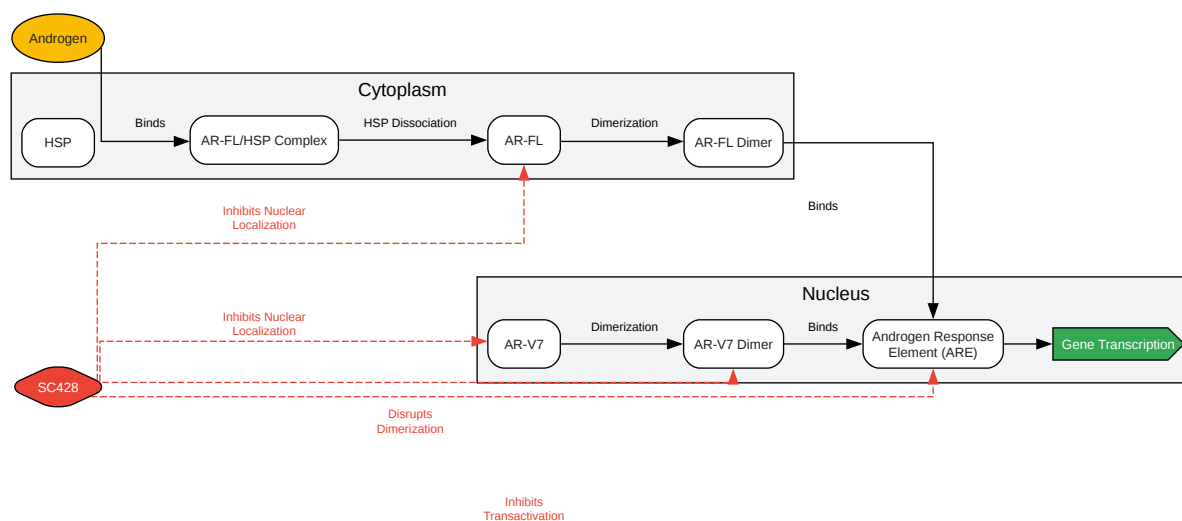 Androgen
Cytoplasm
HSP
Binds
AR-FL/HSP Complex
HSP Dissociation
AR-FL
Dimerization
AR-FL Dimer
Inhibits Nuclear
Localization
Binds
Nucleus
Inhibits Nuclear
Localization
AR-V7
Dimerization
AR-V7 Dimer
Binds
Androgen Response
Element (ARE)
Gene Transcription
SC428
Disrupts
Dimerization
Inhibits
Transactivation